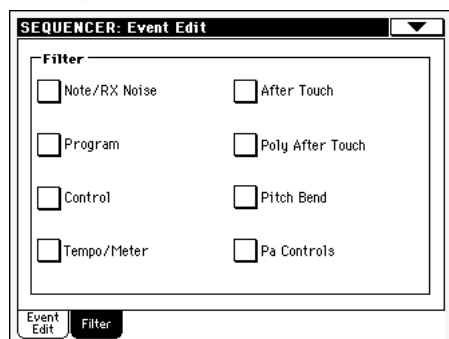 SEQUENCER: Event Edit
Filter
Note/RX Noise
After Touch
Program
Poly After Touch
Control
Pitch Bend
Tempo/Meter
Pa Controls
Event
Edit
Filter